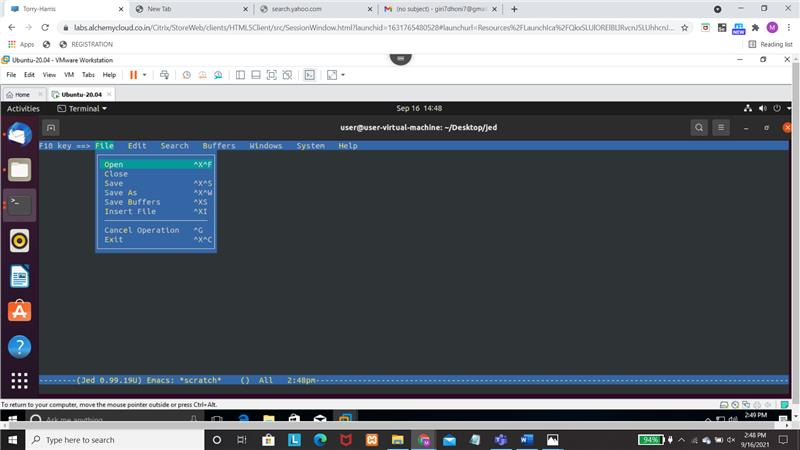 Torry-Harris
New Tab
search.yahoo.com
(no subject) - giri7dhoni7@gma
labs.alchemycloud.co.in/Citrix/StoreWeb/clients/HTML5Client/src/SessionWindow.html?launchid=1631765480528&launchurl=
M
Apps
REGISTRATION
Reading list
Ubuntu-20.04 - VMware Workstation
File Edit View VM Tabs Help
Home
Ubuntu-20.04
Activities
Terminal
Sep 16 14:48
user@user-virtual-machine: ~/Desktop/jed
F10 key ==> File Edit Search Buffers Windows System Help
Open ^X^F
Close
Save ^X^S
Save As ^X^W
Save Buffers ^XS
Insert File ^XI
Cancel Operation ^G
Exit ^X^C
--------(Jed 0.99.19U) Emacs: *scratch* () All 2:48pm--------
To return to your computer, move the mouse pointer outside or press Ctrl+Alt.
Ask me anything
2:49 PM
Type here to search
94%
2:48 PM
9/16/2021